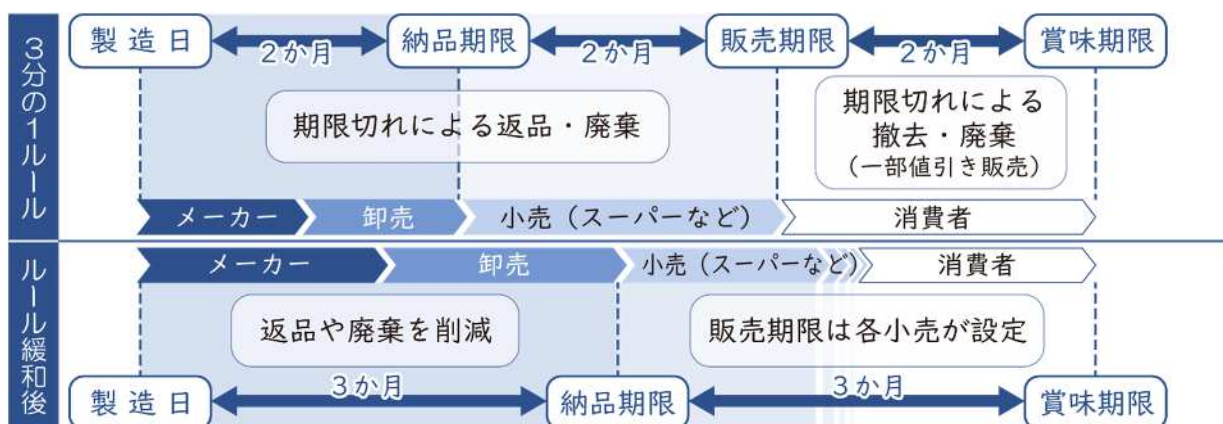 3分の1ルール
製造日
納品期限
販売期限
賞味期限
2か月
2か月
2か月
期限切れによる返品・廃棄
期限切れによる
撤去・廃棄
(一部値引き販売)
メーカー
卸売
小売(スーパーなど)
消費者
ルール緩和後
メーカー
卸売
小売(スーパーなど)
消費者
返品や廃棄を削減
販売期限は各小売が設定
3か月
3か月
製造日
納品期限
賞味期限